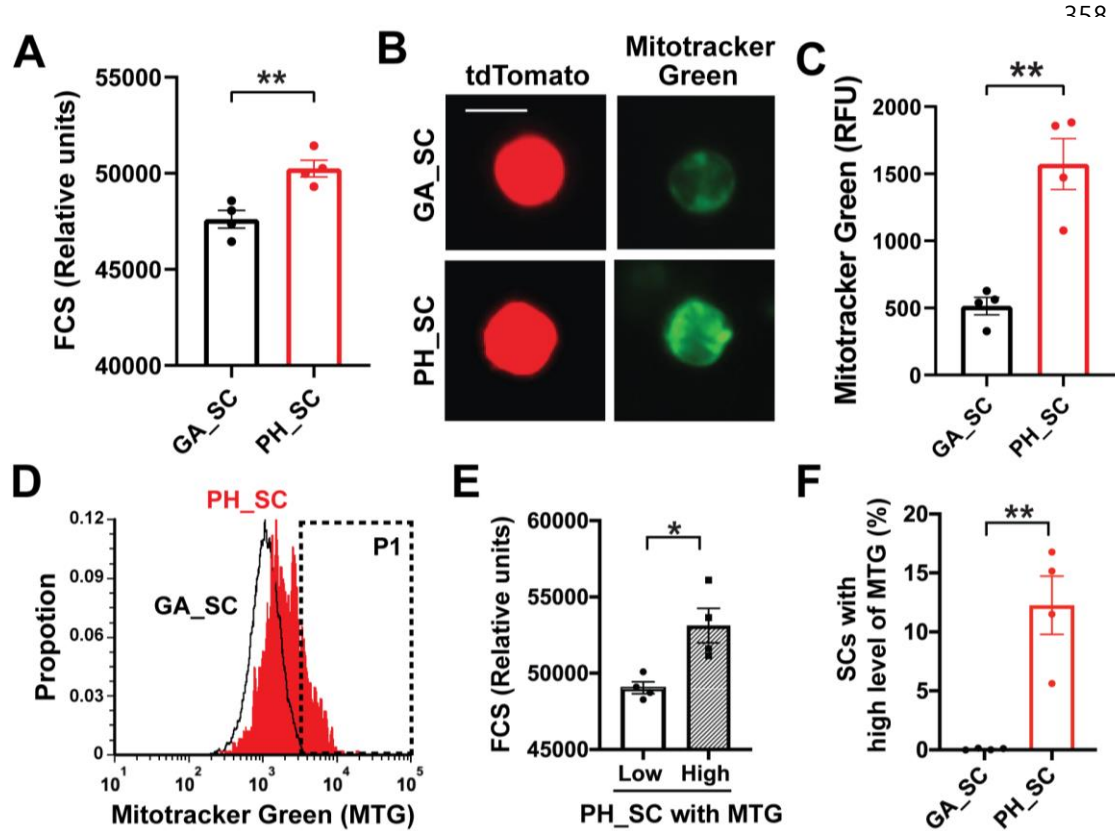 A
FCS (Relative units)
55000
50000
45000
40000
**
GA_SC
PH_SC
B
tdTomato
Mitotracker
Green
GA_SC
PH_SC
C
Mitotracker Green (RFU)
2000
1500
1000
500
0
**
GA_SC
PH_SC
D
PH_SC
GA_SC
P1
Propotion
0.12
0.09
0.06
0.03
0
10¹ 10² 10³ 10⁴ 10⁵
Mitotracker Green (MTG)
E
FCS (Relative units)
60000
55000
50000
45000
*
Low High
PH_SC with MTG
F
SCs with
high level of MTG (%)
20
15
10
5
0
**
GA_SC
PH_SC